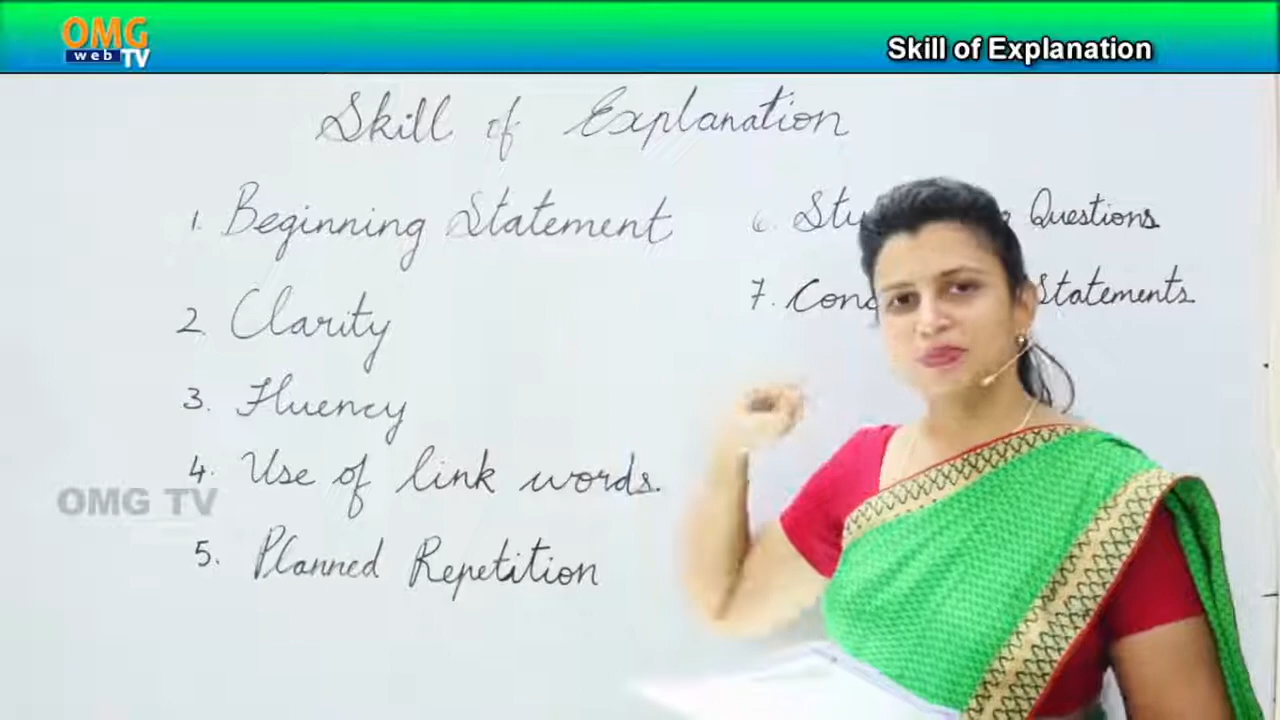 OMG
web TV
Skill of Explanation
Skill of Explanation
1. Beginning Statement
2. Clarity
3. Fluency
4. Use of link words.
5. Planned Repetition
6. Questions
7. Statements
OMG TV